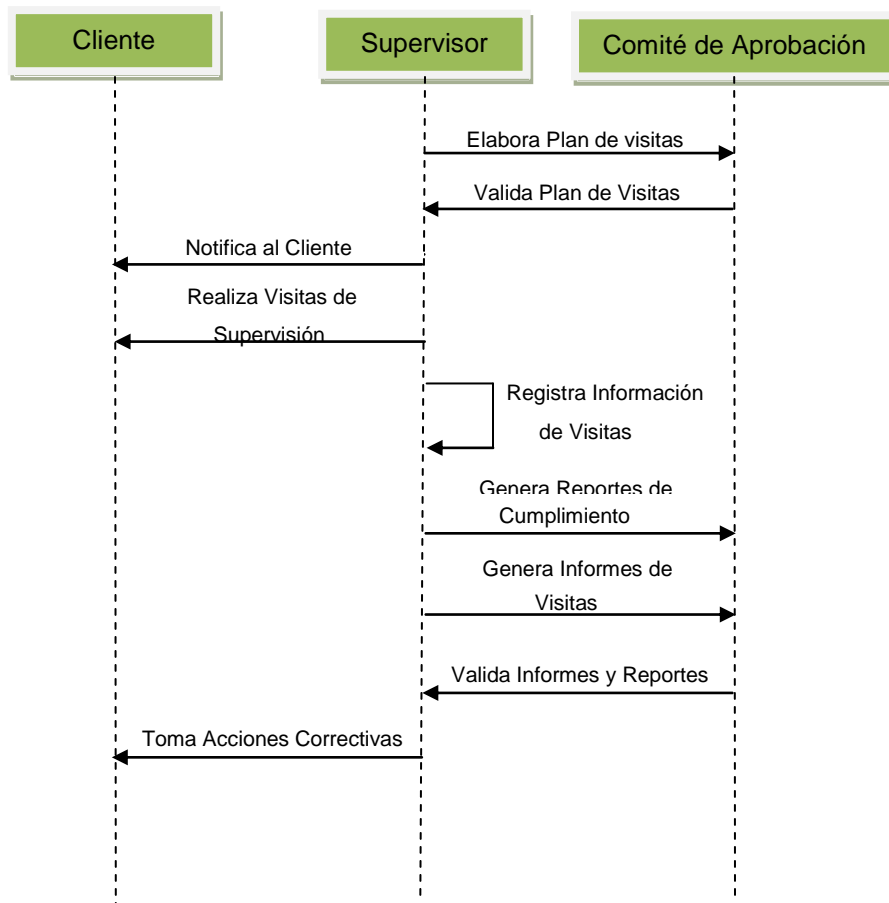 Cliente
Supervisor
Comité de Aprobación
Elabora Plan de visitas
Valida Plan de Visitas
Notifica al Cliente
Realiza Visitas de
Supervisión
Registra Información
de Visitas
Genera Reportes de
Cumplimiento
Genera Informes de
Visitas
Valida Informes y Reportes
Toma Acciones Correctivas